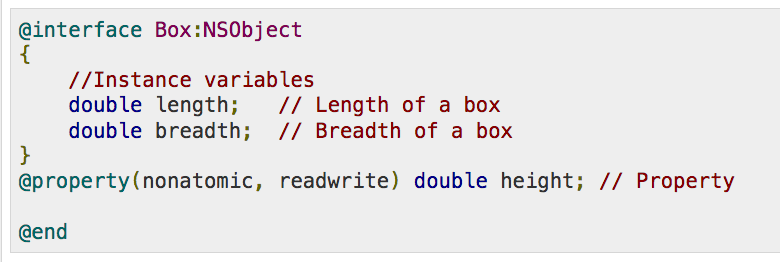 @interface Box:NSObject
{
    //Instance variables
    double length;   // Length of a box
    double breadth;  // Breadth of a box
}
@property(nonatomic, readwrite) double height; // Property
@end